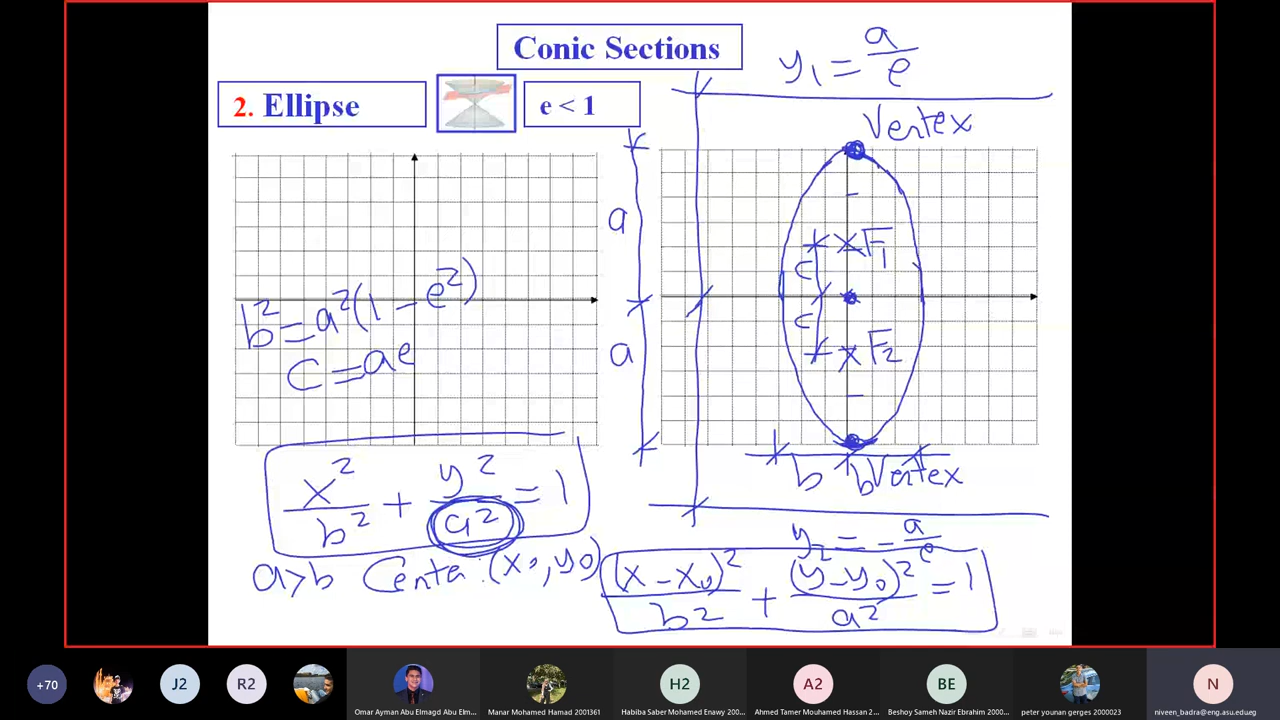 Conic Sections
y₁ = a/e
2. Ellipse
e < 1
Vertex
a
F₁
c
b² = a²(1 - e²)
c
a
F₂
c = ae
b b Vertex
x²/b² + y²/a² = 1
y₂ = - a/e
a>b Center : (x₀, y₀)
(x - x₀)²/b² + (y - y₀)²/a² = 1
+70
J2
R2
H2
A2
BE
N
Omar Ayman Abu Elmagd Abu Elm...
Manar Mohamed Hamad 2001361
Habiba Saber Mohamed Enawy 200...
Ahmed Tamer Mouhamed Hassan 2...
Beshoy Sameh Nazir Ebrahim 2000...
peter younan gerges 2000023
niveen_badra@eng.asu.edu.eg